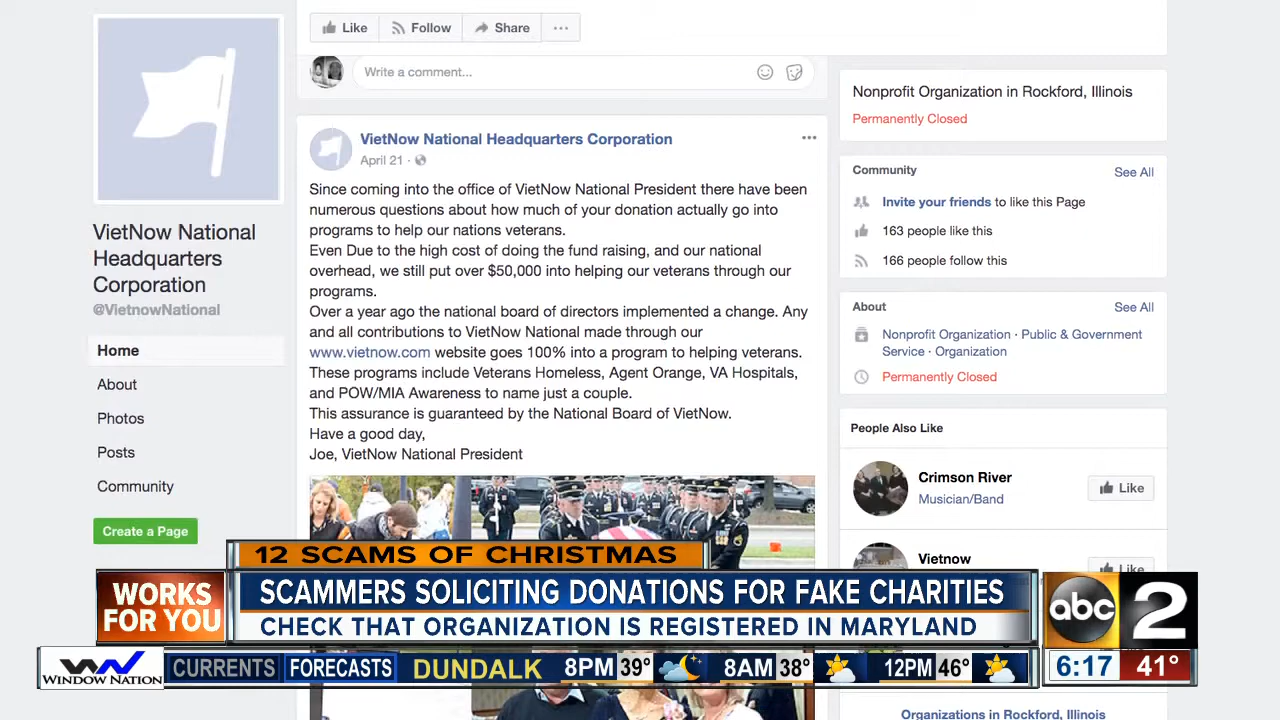 Like
Follow
Share
Write a comment...
VietNow National Headquarters Corporation
April 21 ·
Since coming into the office of VietNow National President there have been
numerous questions about how much of your donation actually go into
programs to help our nations veterans.
Even Due to the high cost of doing the fund raising, and our national
overhead, we still put over $50,000 into helping our veterans through our
programs.
Over a year ago the national board of directors implemented a change. Any
and all contributions to VietNow National made through our
www.vietnow.com website goes 100% into a program to helping veterans.
These programs include Veterans Homeless, Agent Orange, VA Hospitals,
and POW/MIA Awareness to name just a couple.
This assurance is guaranteed by the National Board of VietNow.
Have a good day,
Joe, VietNow National President
VietNow National
Headquarters
Corporation
@VietnowNational
Home
About
Photos
Posts
Community
Create a Page
Nonprofit Organization in Rockford, Illinois
Permanently Closed
Community
See All
Invite your friends to like this Page
163 people like this
166 people follow this
About
See All
Nonprofit Organization · Public & Government
Service · Organization
Permanently Closed
People Also Like
Crimson River
Musician/Band
Like
Vietnow
Like
12 SCAMS OF CHRISTMAS
WORKS
FOR YOU
SCAMMERS SOLICITING DONATIONS FOR FAKE CHARITIES
CHECK THAT ORGANIZATION IS REGISTERED IN MARYLAND
abc 2
WINDOW NATION
CURRENTS FORECASTS DUNDALK 8PM 39° 8AM 38° 12PM 46°
6:17 41°
Organizations in Rockford, Illinois